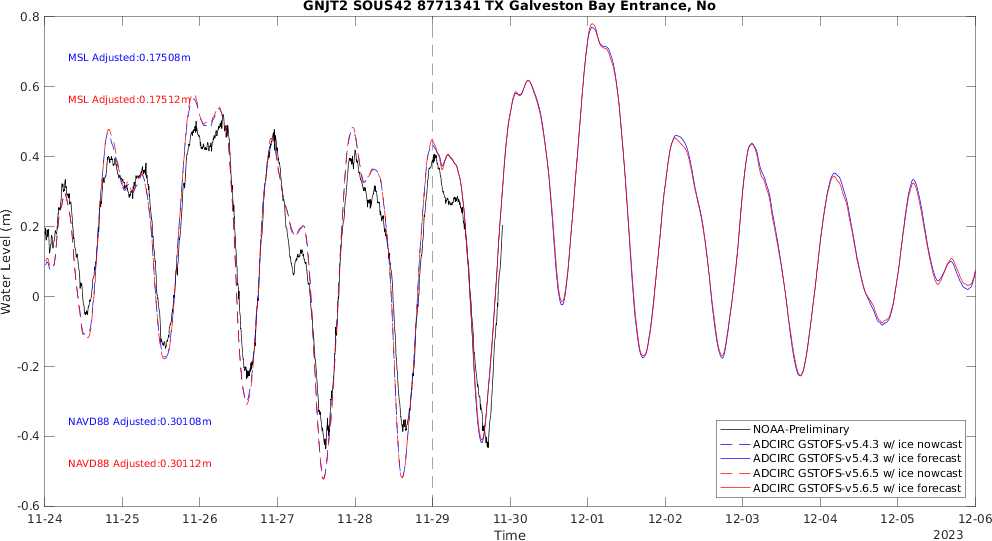 GNJT2 SOUS42 8771341 TX Galveston Bay Entrance, No
0.8
0.6
0.4
0.2
0
-0.2
-0.4
-0.6
Water Level (m)
MSL Adjusted:0.17508m
MSL Adjusted:0.17512m
NAVD88 Adjusted:0.30108m
NAVD88 Adjusted:0.30112m
NOAA-Preliminary
ADCIRC GSTOFS-v5.4.3 w/ ice nowcast
ADCIRC GSTOFS-v5.4.3 w/ ice forecast
ADCIRC GSTOFS-v5.6.5 w/ ice nowcast
ADCIRC GSTOFS-v5.6.5 w/ ice forecast
11-24 11-25 11-26 11-27 11-28 11-29 11-30 12-01 12-02 12-03 12-04 12-05 12-06
Time
2023